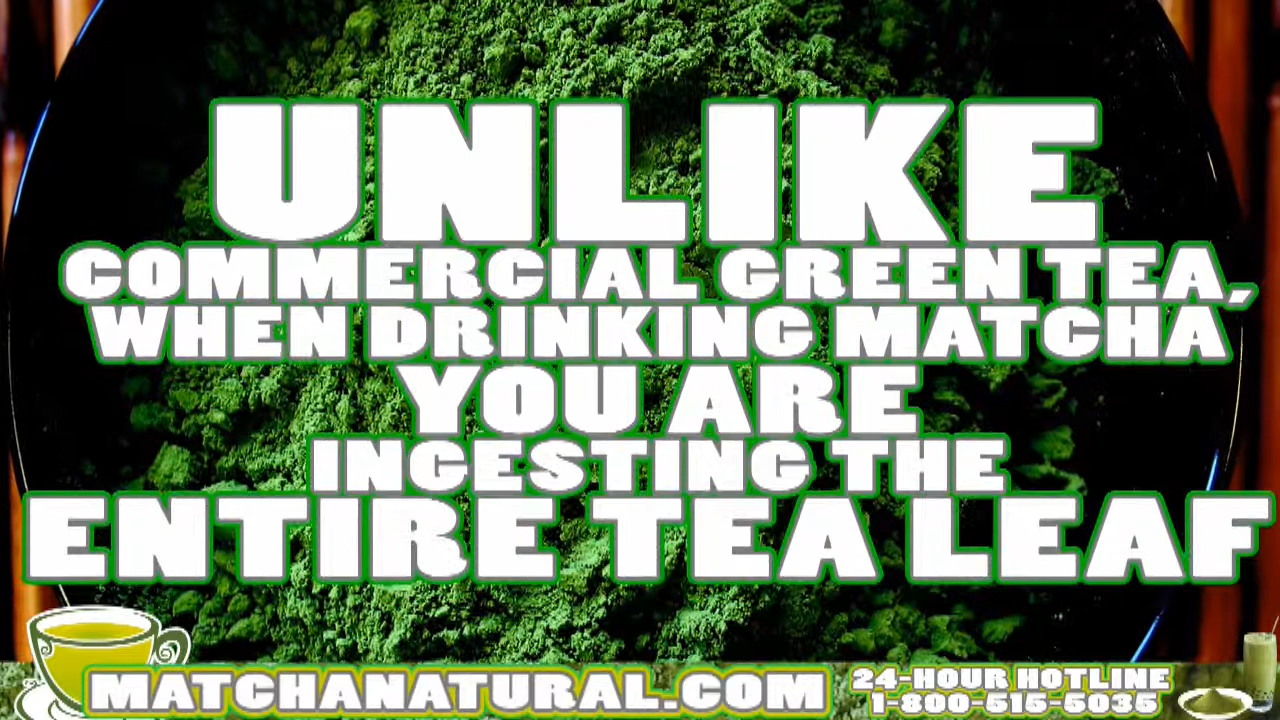 UNLIKE
COMMERCIAL GREEN TEA,
WHEN DRINKING MATCHA
YOU ARE
INGESTING THE
ENTIRE TEA LEAF
MATCHANATURAL.COM
24-HOUR HOTLINE
1-800-515-5035